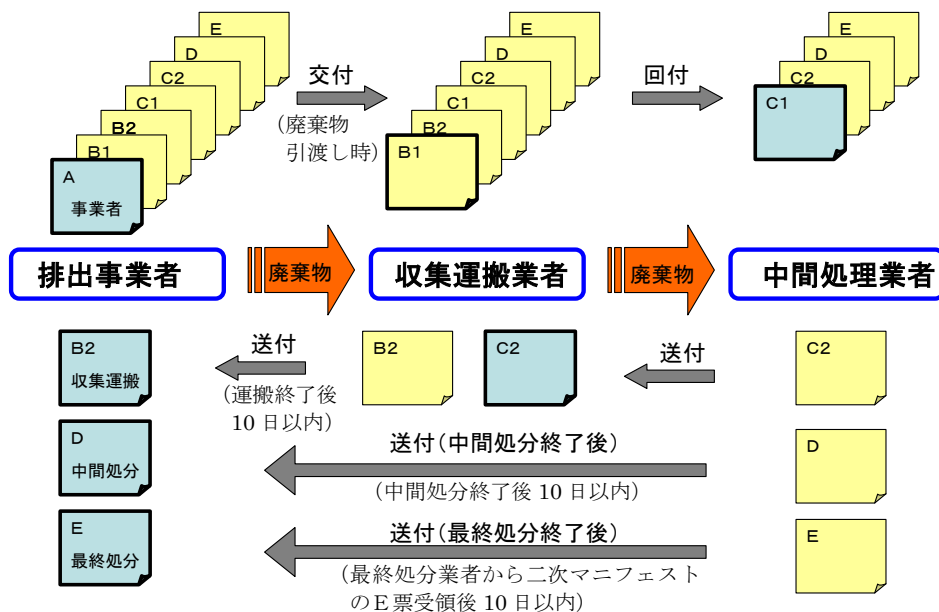 E
D
C2
C1
B2
B1
A
事業者
交付
(廃棄物
引渡し時)
E
D
C2
C1
B2
B1
回付
E
D
C2
C1
排出事業者
廃棄物
収集運搬業者
廃棄物
中間処理業者
B2
収集運搬
送付
(運搬終了後
10日以内)
B2
C2
送付
C2
D
中間処分
送付(中間処分終了後)
(中間処分終了後 10 日以内)
D
E
最終処分
送付(最終処分終了後)
(最終処分業者から二次マニフェスト
のE票受領後 10 日以内)
E